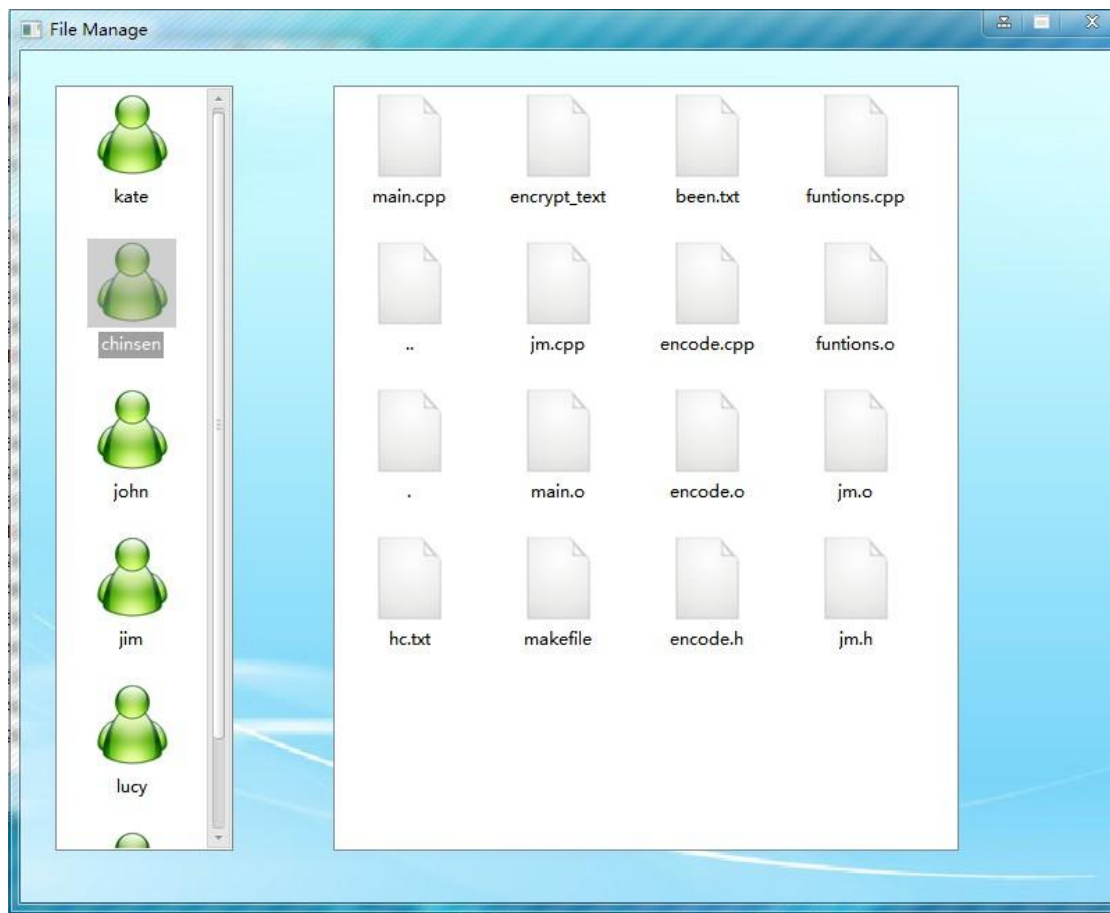 File Manage
kate
chinsen
john
jim
lucy
main.cpp encrypt_text been.txt funtions.cpp
.. jm.cpp encode.cpp funtions.o
. main.o encode.o jm.o
hc.txt makefile encode.h jm.h